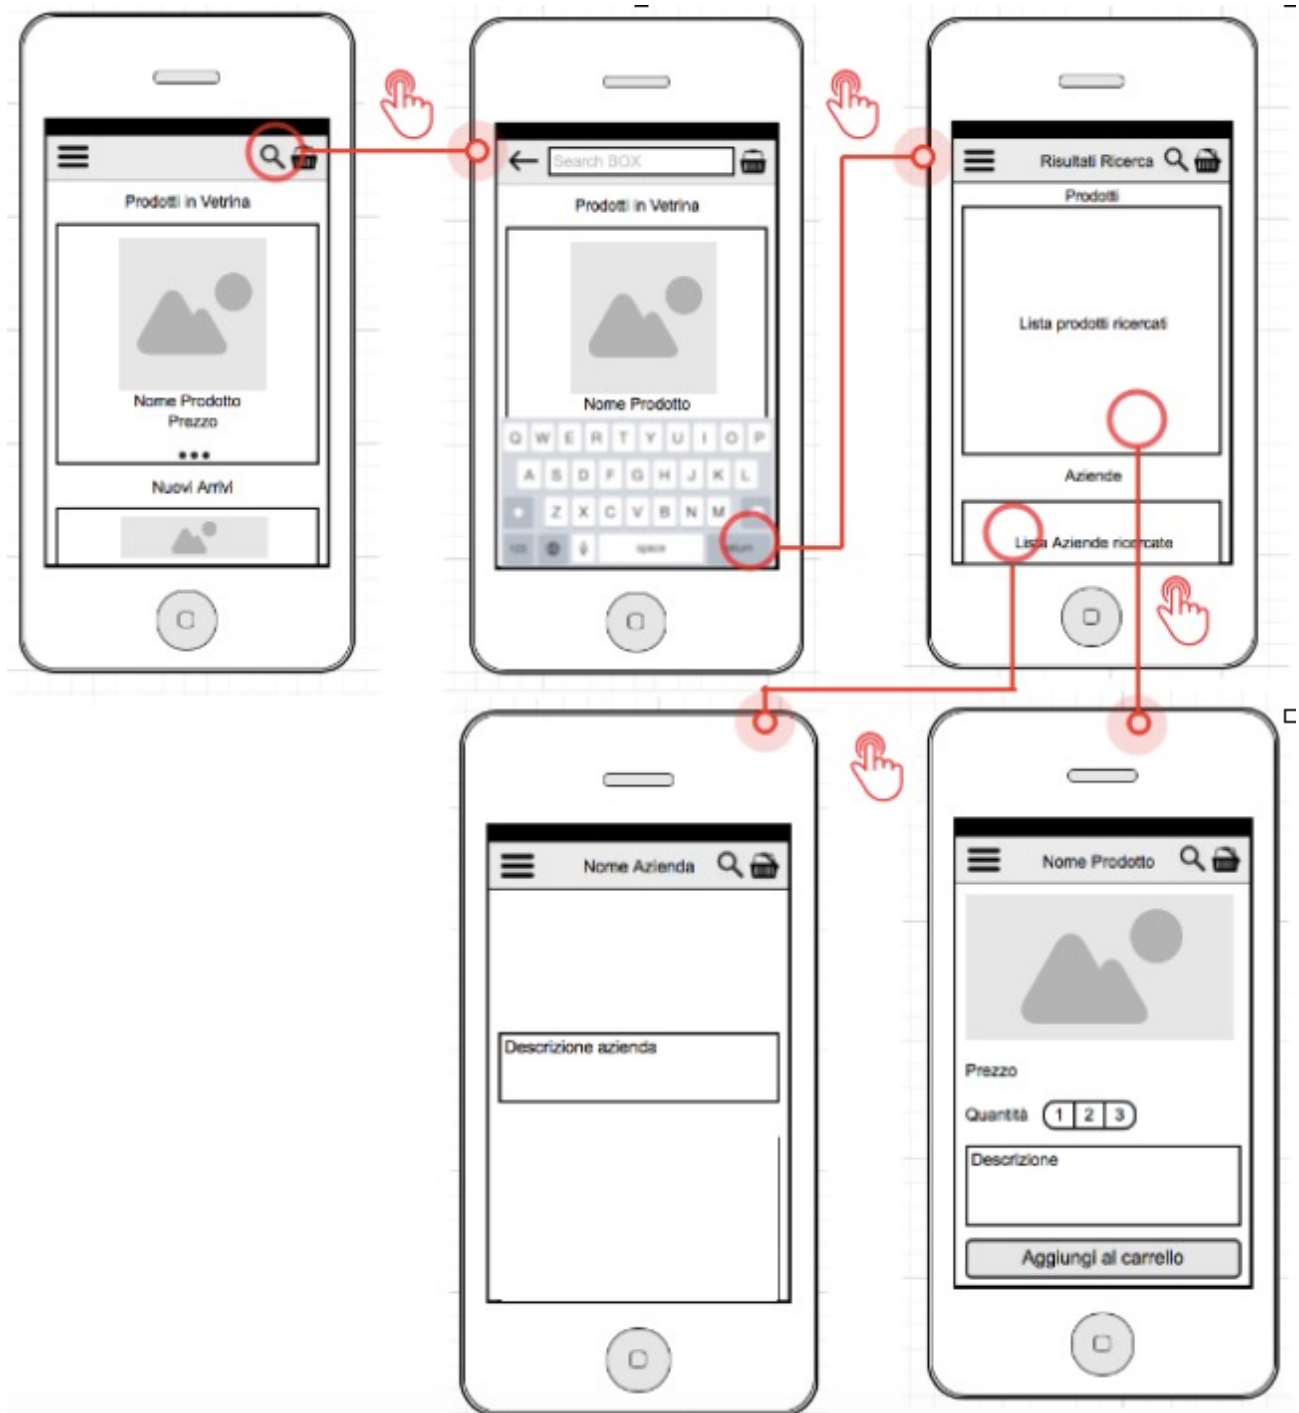 Prodotti in Vetrina
Nome Prodotto
Prezzo
Nuovi Arrivi
Search BOX
Prodotti in Vetrina
Nome Prodotto
Q W E R T Y U I O P
A S D F G H J K L
Z X C V B N M
123 space return
Risultati Ricerca
Prodotti
Lista prodotti ricercati
Aziende
Lista Aziende ricercate
Nome Azienda
Descrizione azienda
Nome Prodotto
Prezzo
Quantità 1 2 3
Descrizione
Aggiungi al carrello